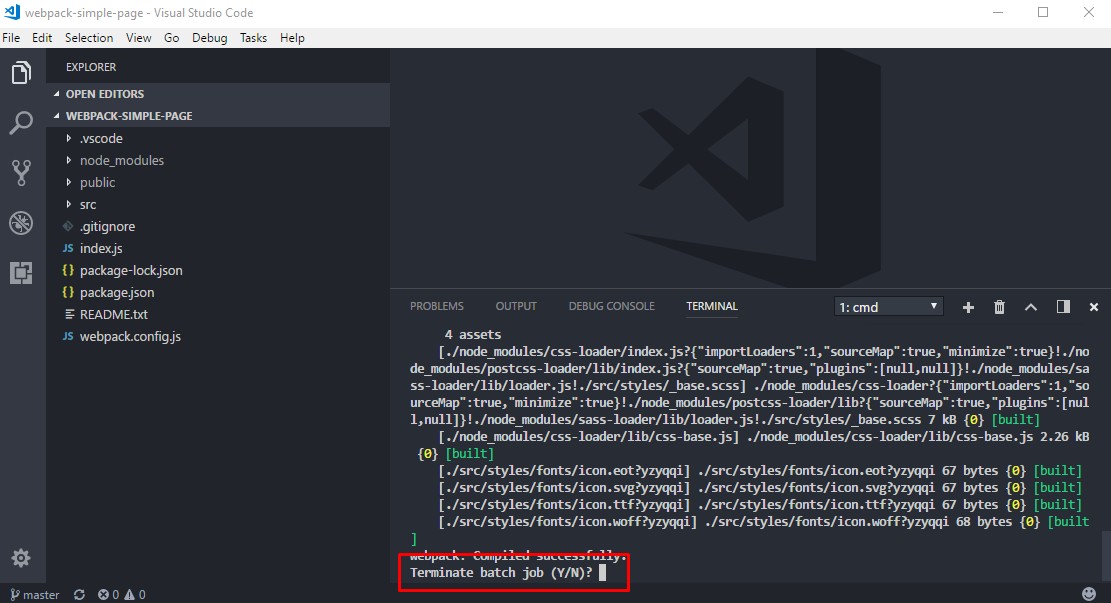 webpack-simple-page - Visual Studio Code
File Edit Selection View Go Debug Tasks Help
EXPLORER
OPEN EDITORS
WEBPACK-SIMPLE-PAGE
.vscode
node_modules
public
src
.gitignore
JS index.js
{} package-lock.json
{} package.json
README.txt
JS webpack.config.js
PROBLEMS OUTPUT DEBUG CONSOLE TERMINAL 1: cmd
4 assets
[./node_modules/css-loader/index.js?{"importLoaders":1,"sourceMap":true,"minimize":true}!./no
de_modules/postcss-loader/lib/index.js?{"sourceMap":true,"plugins":[null,null]}!./node_modules/sa
ss-loader/lib/loader.js!./src/styles/_base.scss] ./node_modules/css-loader?{"importLoaders":1,"so
urceMap":true,"minimize":true}!./node_modules/postcss-loader/lib?{"sourceMap":true,"plugins":[nul
l,null]}!./node_modules/sass-loader/lib/loader.js!./src/styles/_base.scss 7 kB {0} [built]
[./node_modules/css-loader/lib/css-base.js] ./node_modules/css-loader/lib/css-base.js 2.26 kB
{0} [built]
[./src/styles/fonts/icon.eot?yzyqqi] ./src/styles/fonts/icon.eot?yzyqqi 67 bytes {0} [built]
[./src/styles/fonts/icon.svg?yzyqqi] ./src/styles/fonts/icon.svg?yzyqqi 67 bytes {0} [built]
[./src/styles/fonts/icon.ttf?yzyqqi] ./src/styles/fonts/icon.ttf?yzyqqi 67 bytes {0} [built]
[./src/styles/fonts/icon.woff?yzyqqi] ./src/styles/fonts/icon.woff?yzyqqi 68 bytes {0} [built
]
webpack: Compiled successfully.
Terminate batch job (Y/N)?
master 0 0